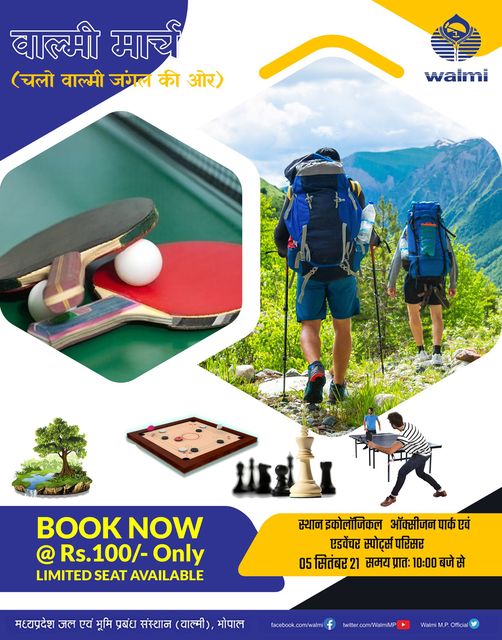 वाल्मी मार्च
(चलो वाल्मी जंगल की ओर)
walmi
BOOK NOW
@ Rs.100/- Only
LIMITED SEAT AVAILABLE
स्थान इकोलॉजिकल ऑक्सीजन पार्क एवं
एडवेंचर स्पोर्ट्स परिसर
05 सितंबर 21 समय प्रातः 10:00 बजे से
मध्यप्रदेश जल एवं भूमि प्रबंध संस्थान (वाल्मी), भोपाल
facebook.com/walmi
twitter.com/WalmiMP
Walmi M.P. Official